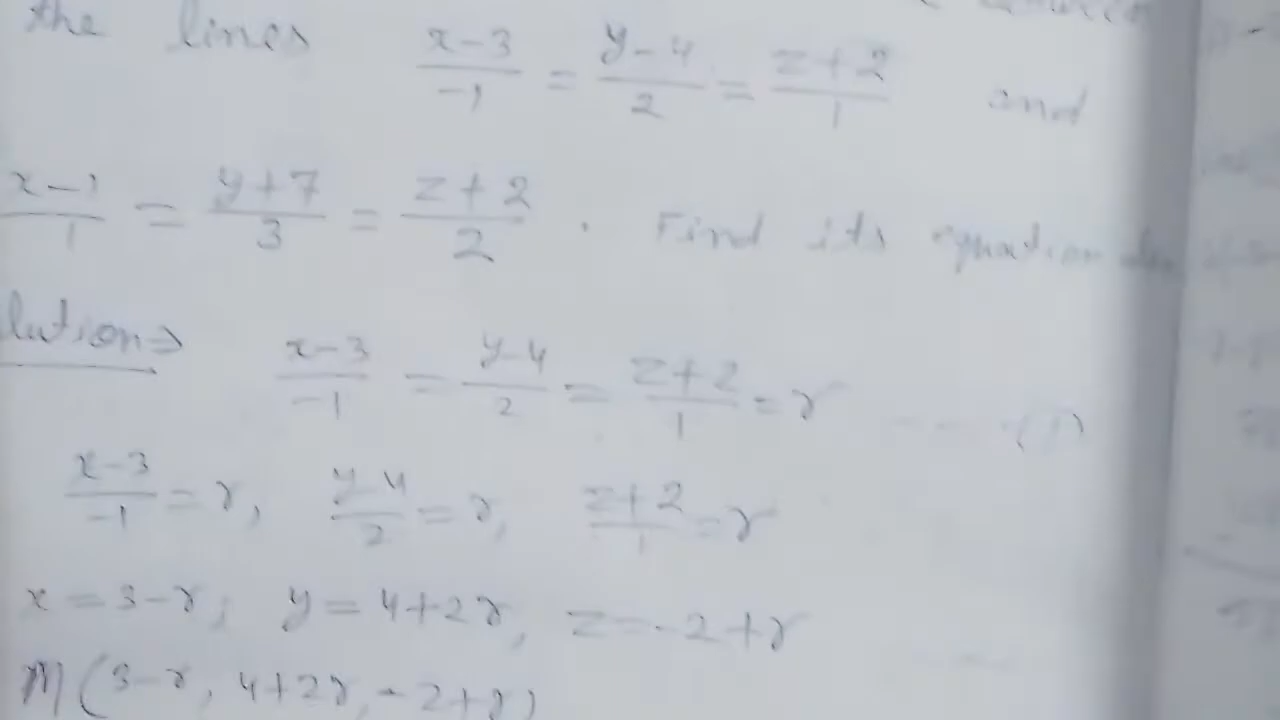 the lines x-3/-1 = y-4/2 = z+2/1 and
x-1/1 = y+7/3 = z+2/2 . Find its equation
lution⇒ x-3/-1 = y-4/2 = z+2/1 = r ---- (1)
x-3/-1 = r, y-4/2 = r, z+2/1 = r
x = 3-r; y = 4+2r, z = -2+r
M(3-r, 4+2r, -2+r)